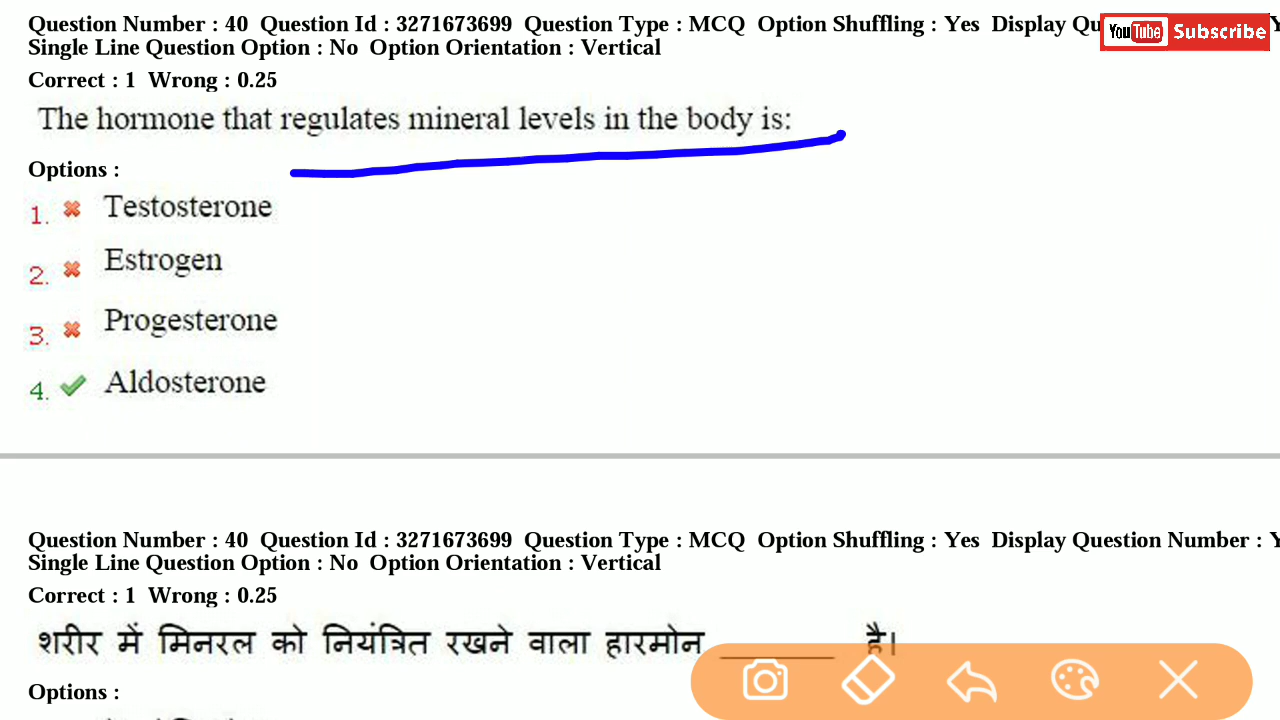 Question Number : 40 Question Id : 3271673699 Question Type : MCQ Option Shuffling : Yes Display Qu
YouTube Subscribe
Single Line Question Option : No Option Orientation : Vertical
Correct : 1 Wrong : 0.25
The hormone that regulates mineral levels in the body is:
Options :
1. Testosterone
2. Estrogen
3. Progesterone
4. Aldosterone
Question Number : 40 Question Id : 3271673699 Question Type : MCQ Option Shuffling : Yes Display Question Number : Y
Single Line Question Option : No Option Orientation : Vertical
Correct : 1 Wrong : 0.25
शरीर में मिनरल को नियंत्रित रखने वाला हारमोन ________ है।
Options :